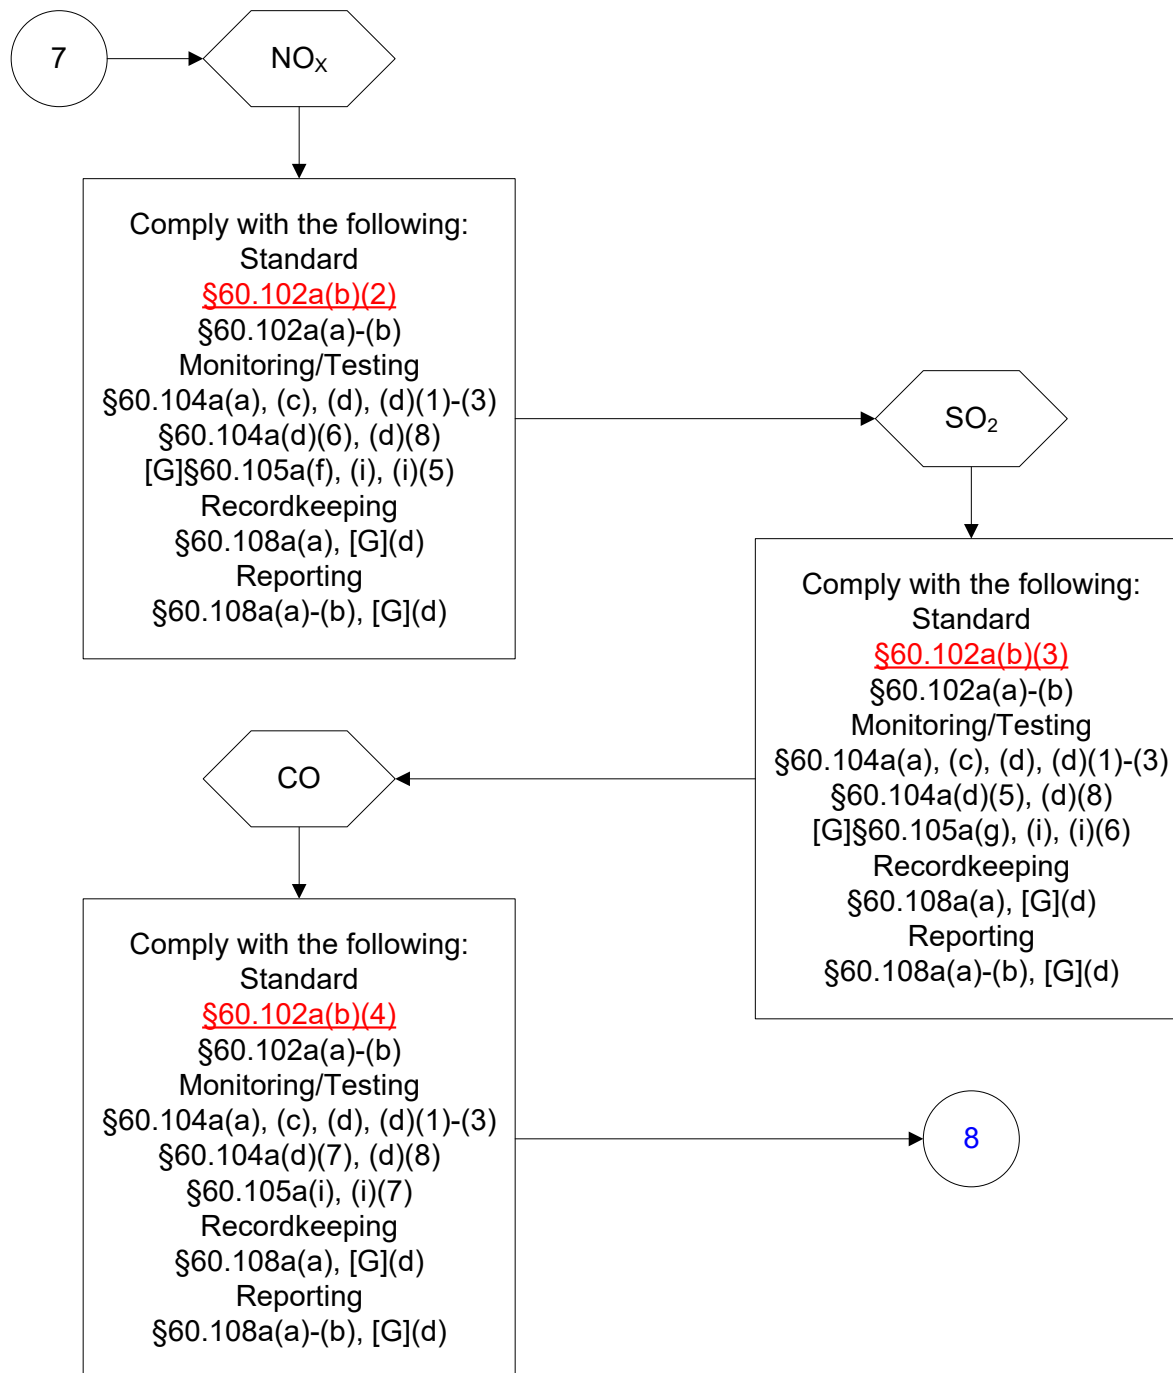 7
NOX
Comply with the following:
Standard
§60.102a(b)(2)
§60.102a(a)-(b)
Monitoring/Testing
§60.104a(a), (c), (d), (d)(1)-(3)
§60.104a(d)(6), (d)(8)
[G]§60.105a(f), (i), (i)(5)
Recordkeeping
§60.108a(a), [G](d)
Reporting
§60.108a(a)-(b), [G](d)
SO2
Comply with the following:
Standard
§60.102a(b)(3)
§60.102a(a)-(b)
Monitoring/Testing
§60.104a(a), (c), (d), (d)(1)-(3)
§60.104a(d)(5), (d)(8)
[G]§60.105a(g), (i), (i)(6)
Recordkeeping
§60.108a(a), [G](d)
Reporting
§60.108a(a)-(b), [G](d)
CO
Comply with the following:
Standard
§60.102a(b)(4)
§60.102a(a)-(b)
Monitoring/Testing
§60.104a(a), (c), (d), (d)(1)-(3)
§60.104a(d)(7), (d)(8)
§60.105a(i), (i)(7)
Recordkeeping
§60.108a(a), [G](d)
Reporting
§60.108a(a)-(b), [G](d)
8